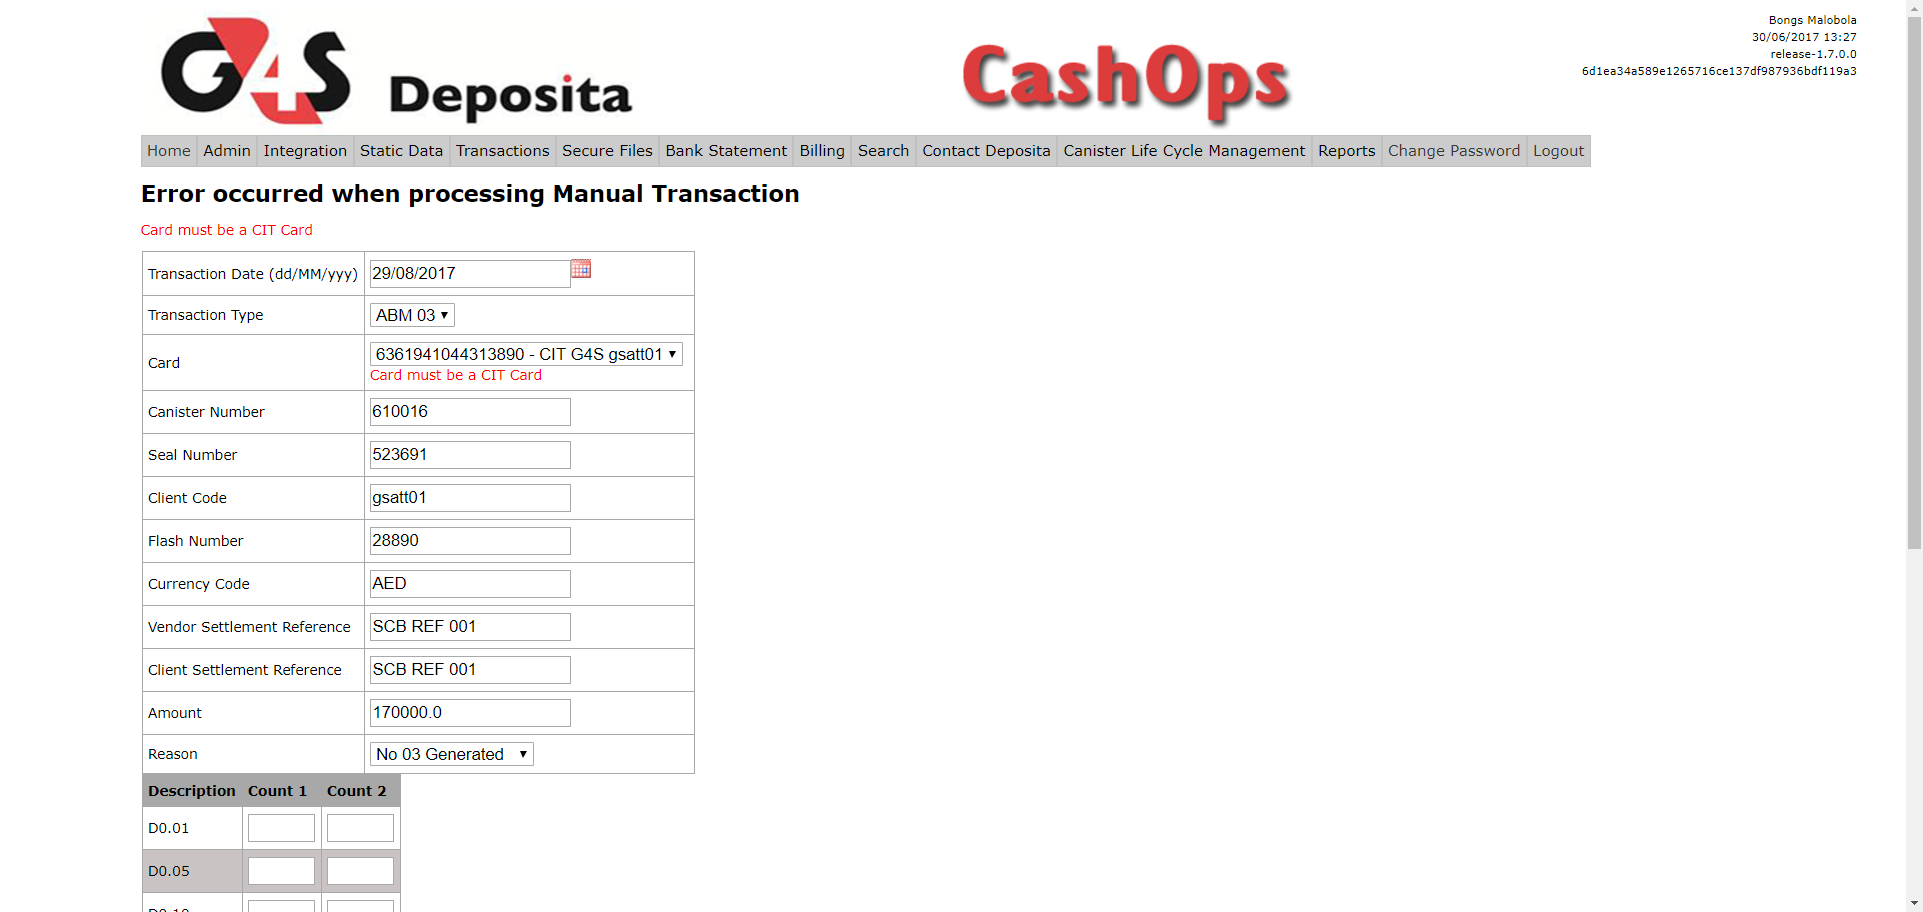 G4S Deposita
CashOps
Bongs Malobola
30/06/2017 13:27
release-1.7.0.0
6d1ea34a589e1265716ce137df987936bdf119a3
Home Admin Integration Static Data Transactions Secure Files Bank Statement Billing Search Contact Deposita Canister Life Cycle Management Reports Change Password Logout
Error occurred when processing Manual Transaction
Card must be a CIT Card
Transaction Date (dd/MM/yyy) 29/08/2017
Transaction Type ABM 03
Card 6361941044313890 - CIT G4S gsatt01
Card must be a CIT Card
Canister Number 610016
Seal Number 523691
Client Code gsatt01
Flash Number 28890
Currency Code AED
Vendor Settlement Reference SCB REF 001
Client Settlement Reference SCB REF 001
Amount 170000.0
Reason No 03 Generated
Description Count 1 Count 2
D0.01
D0.05